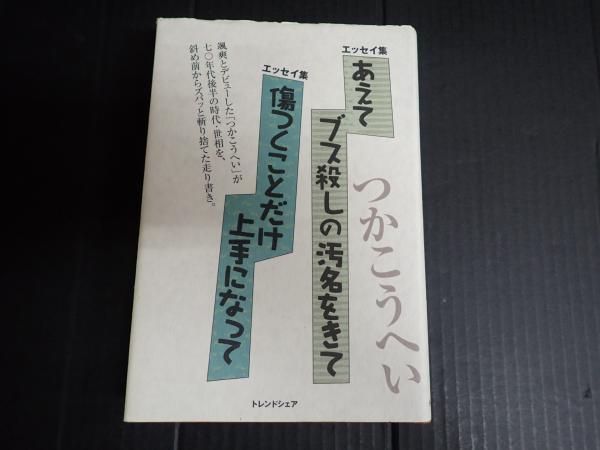 エッセイ集
あえて
ブス殺しの汚名をきて
つかこうへい
エッセイ集
傷つくことだけ
上手になって
颯爽とデビューした「つかこうへい」が
七〇年代後半の時代・世相を、
斜め前からズバッと斬り捨てた走り書き。
トレンドシェア